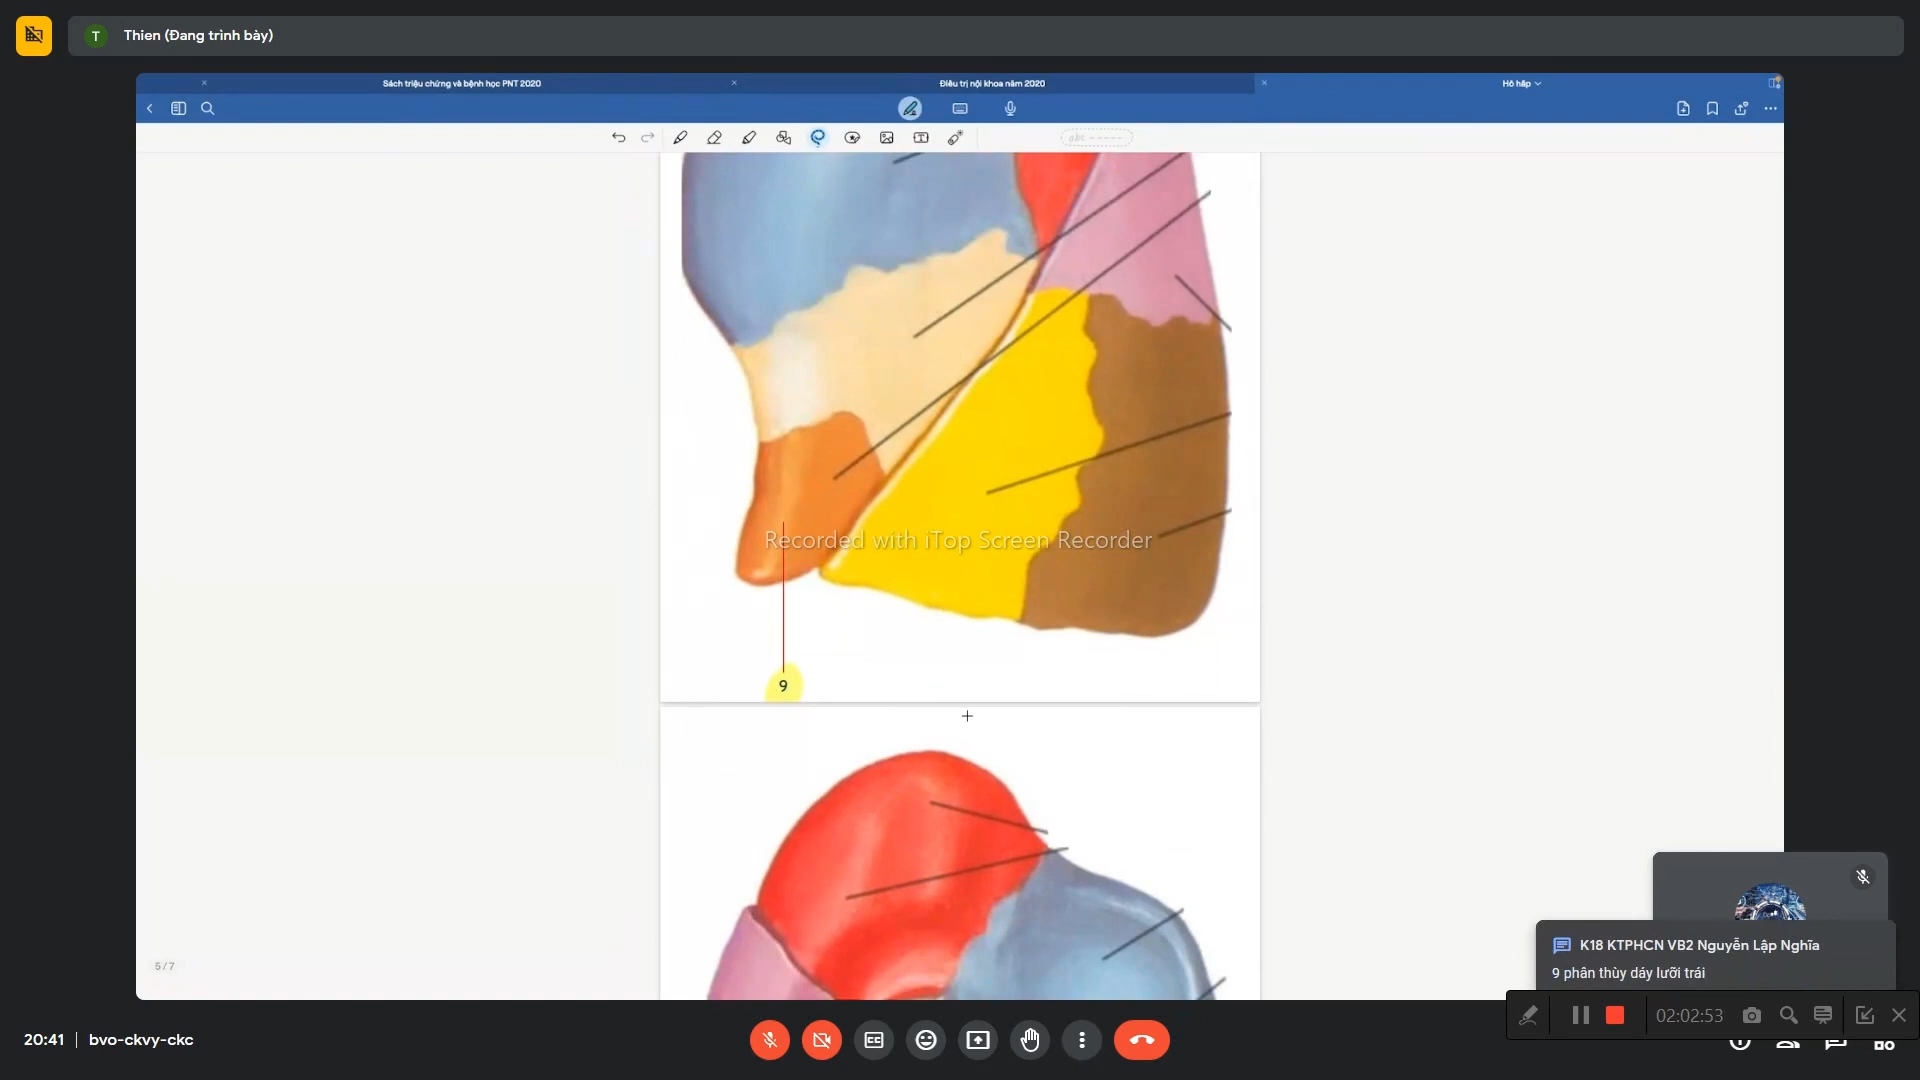 T Thien (Đang trình bày)
Sách triệu chứng và bệnh học PNT 2020
Điều trị nội khoa năm 2020
Hô hấp
abc
Recorded with iTop Screen Recorder
9
5/7
K18 KTPHCN VB2 Nguyễn Lập Nghĩa
9 phân thùy dáy lưỡi trái
02:02:53
20:41 | bvo-ckvy-ckc
CC